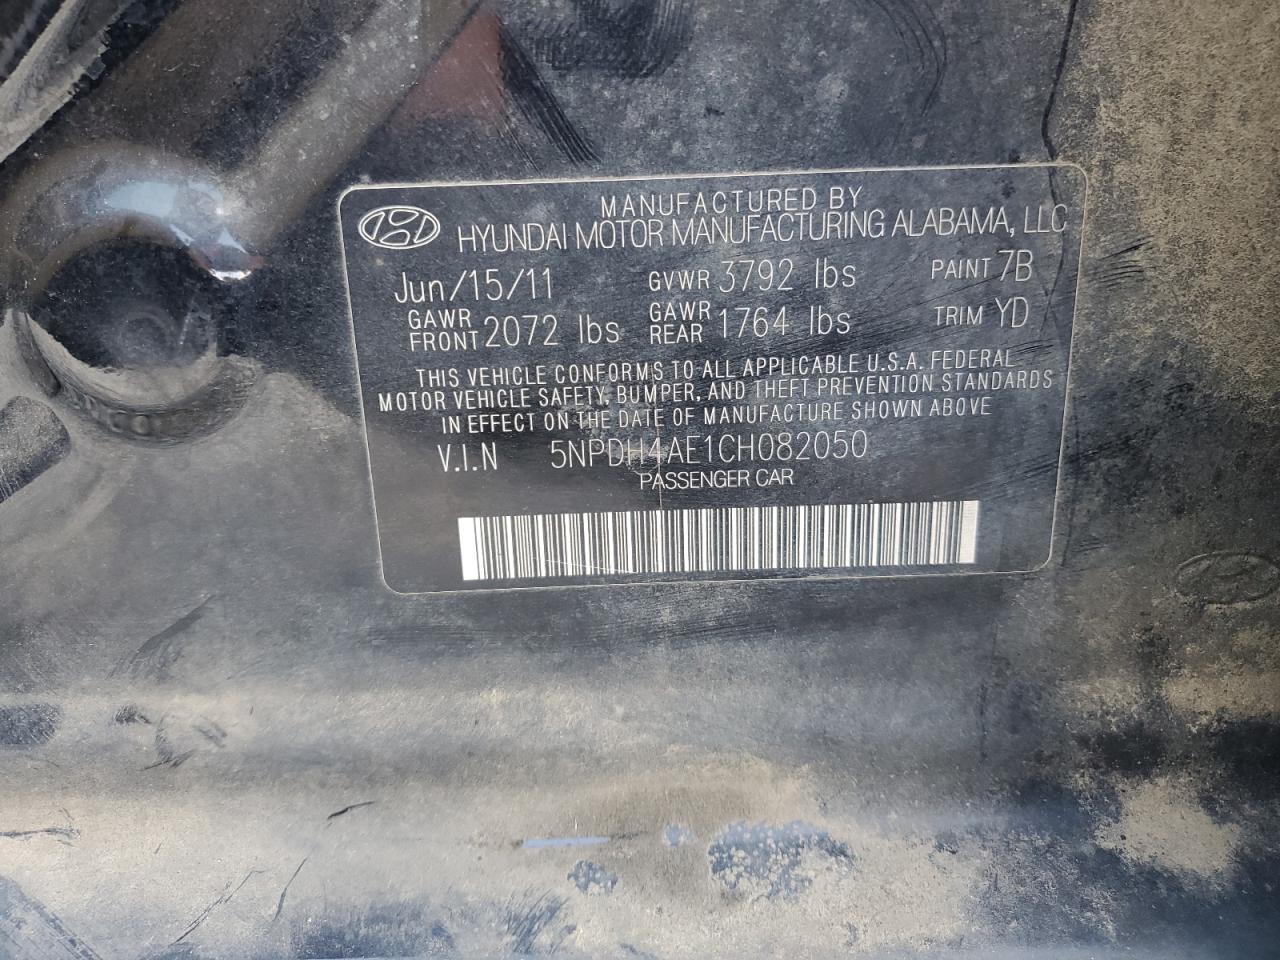 MANUFACTURED BY
HYUNDAI MOTOR MANUFACTURING ALABAMA, LLC
Jun/15/11 GVWR 3792 lbs PAINT 7B
GAWR FRONT 2072 lbs GAWR REAR 1764 lbs TRIM YD
THIS VEHICLE CONFORMS TO ALL APPLICABLE U.S.A. FEDERAL
MOTOR VEHICLE SAFETY, BUMPER, AND THEFT PREVENTION STANDARDS
IN EFFECT ON THE DATE OF MANUFACTURE SHOWN ABOVE
V.I.N 5NPDH4AE1CH082050
PASSENGER CAR